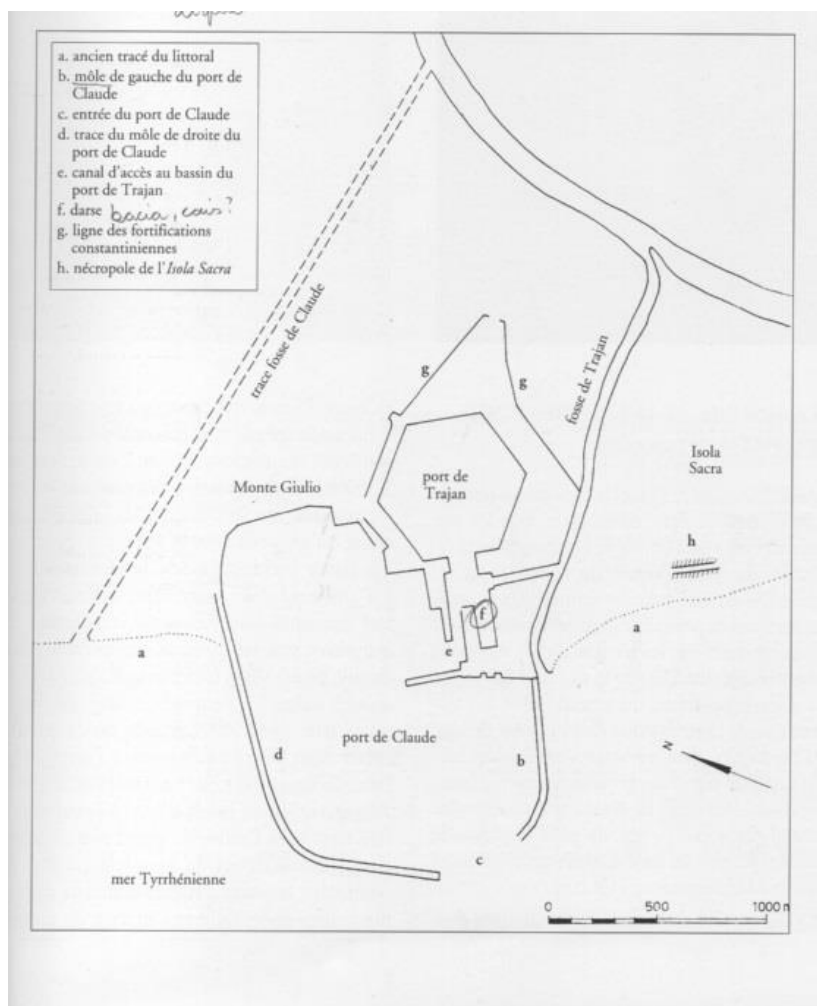 a. ancien tracé du littoral
b. môle de gauche du port de
Claude
c. entrée du port de Claude
d. trace du môle de droite du
port de Claude
e. canal d'accès au bassin du
port de Trajan
f. darse bacia, cais?
g. ligne des fortifications
constantiniennes
h. nécropole de l'Isola Sacra
trace fosse de Claude
g
g
fosse de Trajan
port de
Trajan
Isola
Sacra
Monte Giulio
h
f
a
a
e
port de Claude
d
b
N
c
mer Tyrrhénienne
0 500 1000 m